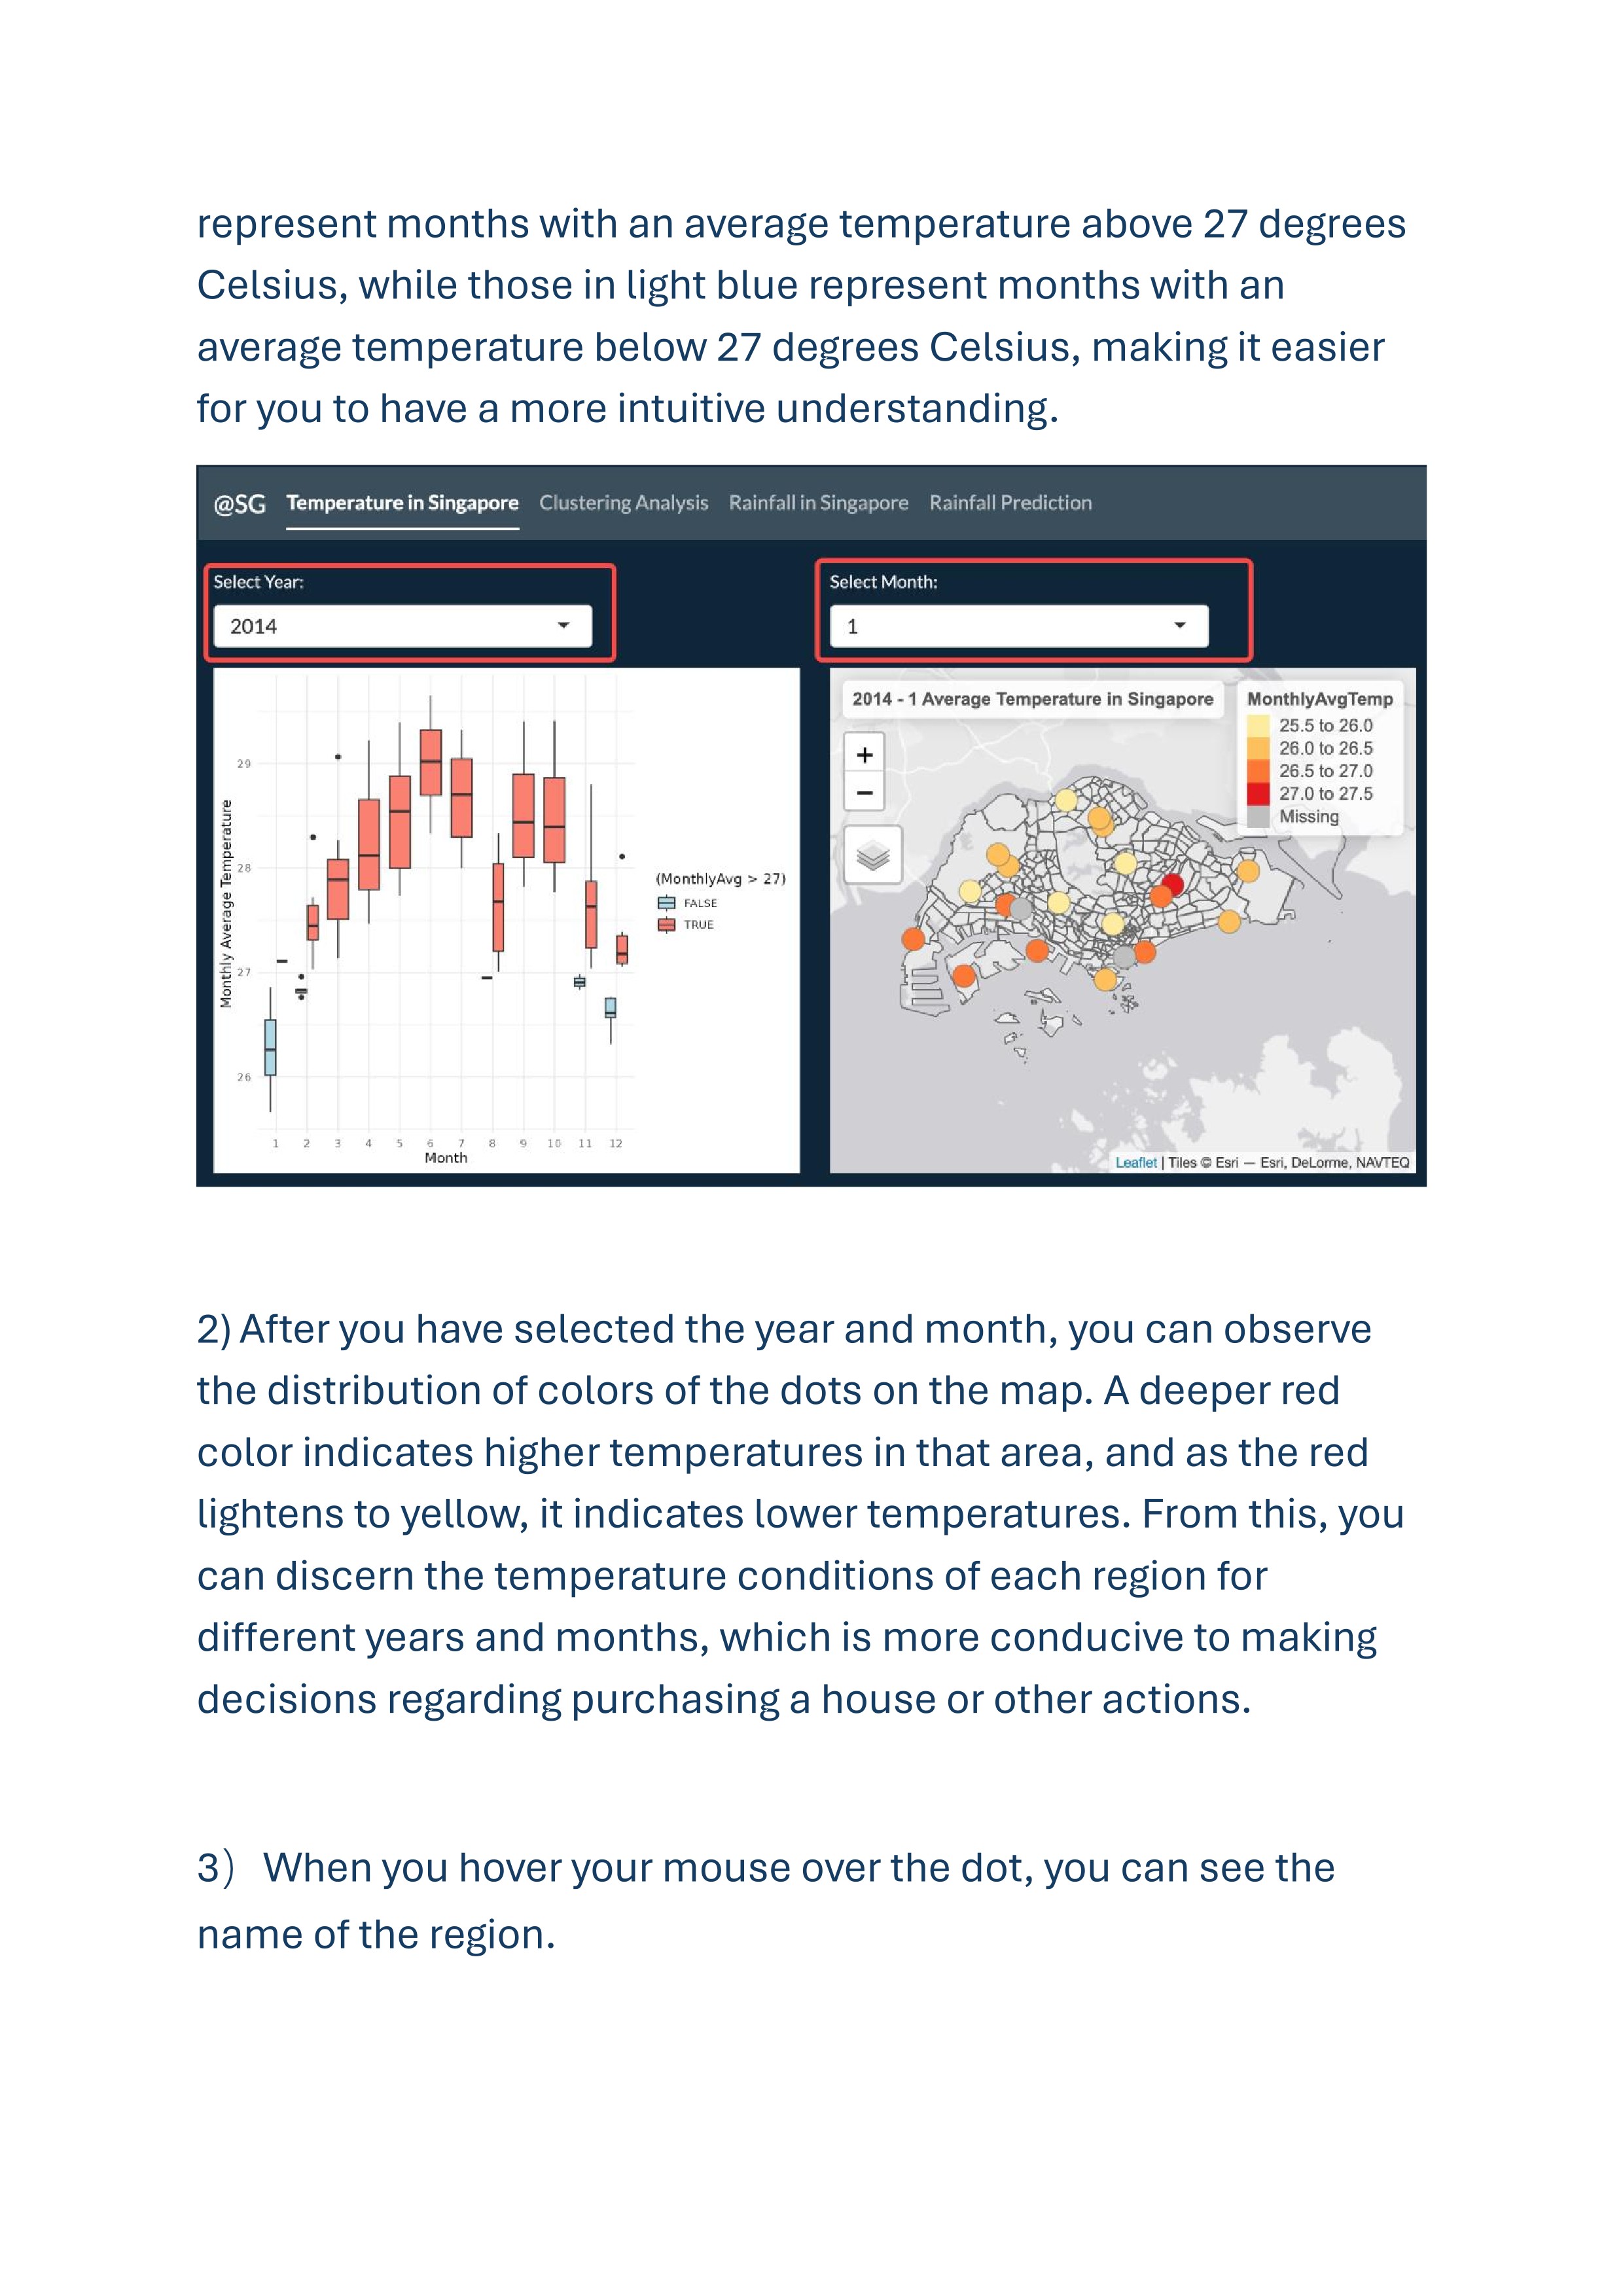 represent months with an average temperature above 27 degrees
Celsius, while those in light blue represent months with an
average temperature below 27 degrees Celsius, making it easier
for you to have a more intuitive understanding.
@SG Temperature in Singapore Clustering Analysis Rainfall in Singapore Rainfall Prediction
Select Year:
2014
Select Month:
1
Monthly Average Temperature
29
28
27
26
1 2 3 4 5 6 7 8 9 10 11 12
Month
(MonthlyAvg > 27)
FALSE
TRUE
2014 - 1 Average Temperature in Singapore
+
−
MonthlyAvgTemp
25.5 to 26.0
26.0 to 26.5
26.5 to 27.0
27.0 to 27.5
Missing
Leaflet | Tiles © Esri — Esri, DeLorme, NAVTEQ
2) After you have selected the year and month, you can observe
the distribution of colors of the dots on the map. A deeper red
color indicates higher temperatures in that area, and as the red
lightens to yellow, it indicates lower temperatures. From this, you
can discern the temperature conditions of each region for
different years and months, which is more conducive to making
decisions regarding purchasing a house or other actions.
3） When you hover your mouse over the dot, you can see the
name of the region.